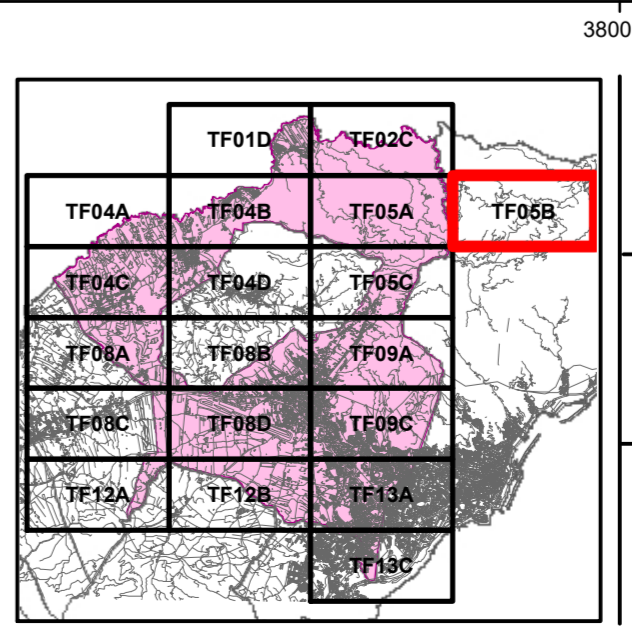 3800
TF01D TF02C
TF04A TF04B TF05A TF05B
TF04C TF04D TF05C
TF08A TF08B TF09A
TF08C TF08D TF09C
TF12A TF12B TF13A
TF13C